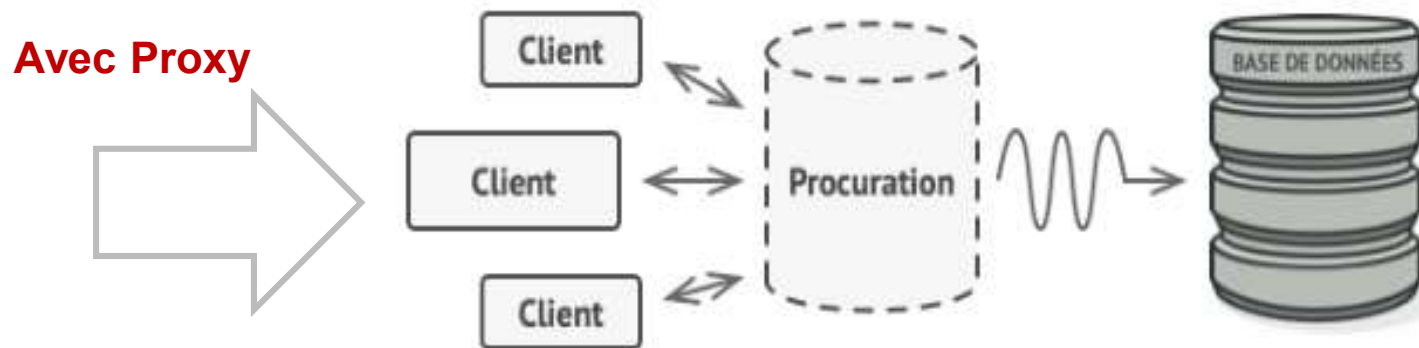 Avec Proxy
Client
Client
Client
Procuration
BASE DE DONNÉES